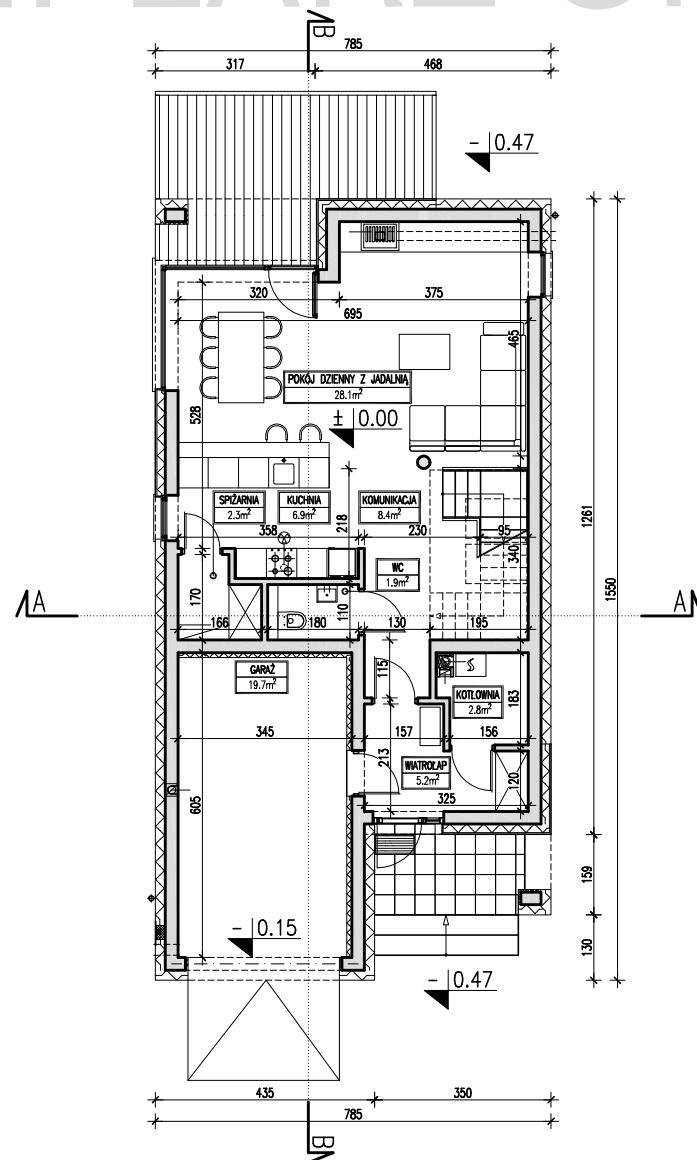 B
785
317
468
- 0.47
320
375
695
465
POKÓJ DZIENNY Z JADALNIĄ
28.1m²
528
± 0.00
SPIŻARNIA
2.3m²
KUCHNIA
6.9m²
KOMUNIKACJA
8.4m²
218
358
230
95
340
1261
1550
WC
1.9m²
170
110
A
A
166
180
130
195
GARAŻ
19.7m²
115
KOTŁOWNIA
2.8m²
183
345
157
156
213
WIATROŁAP
5.2m²
120
325
605
159
- 0.15
130
- 0.47
435
350
785
B